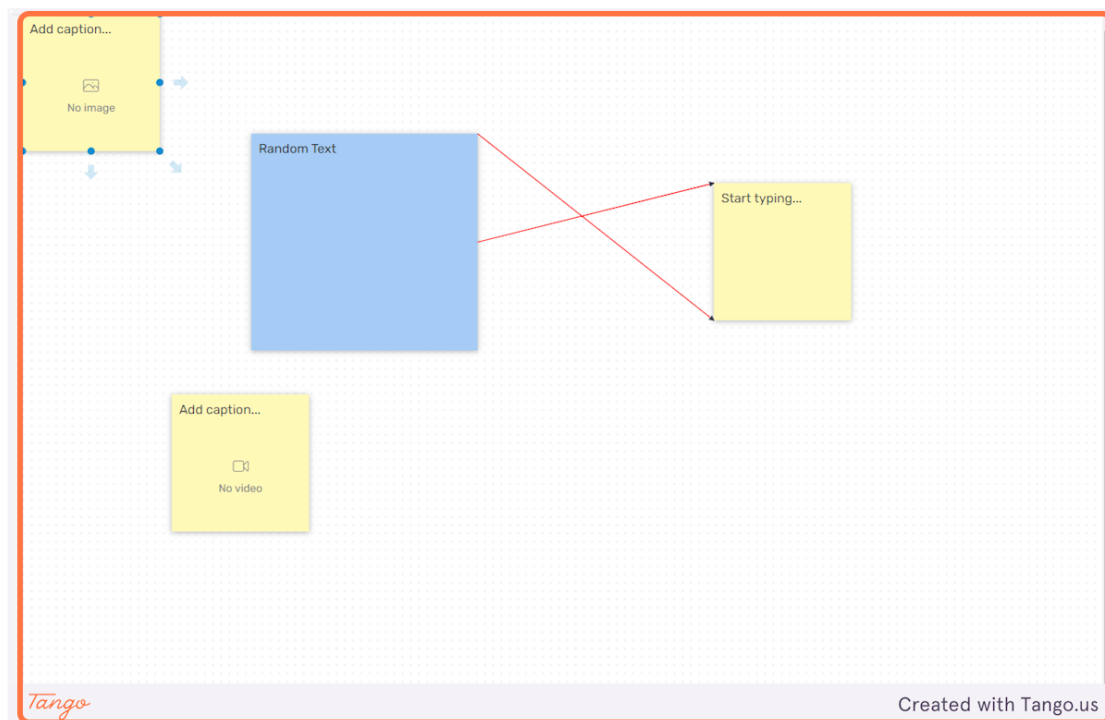 Add caption...
No image
Random Text
Start typing...
Add caption...
No video
Tango
Created with Tango.us